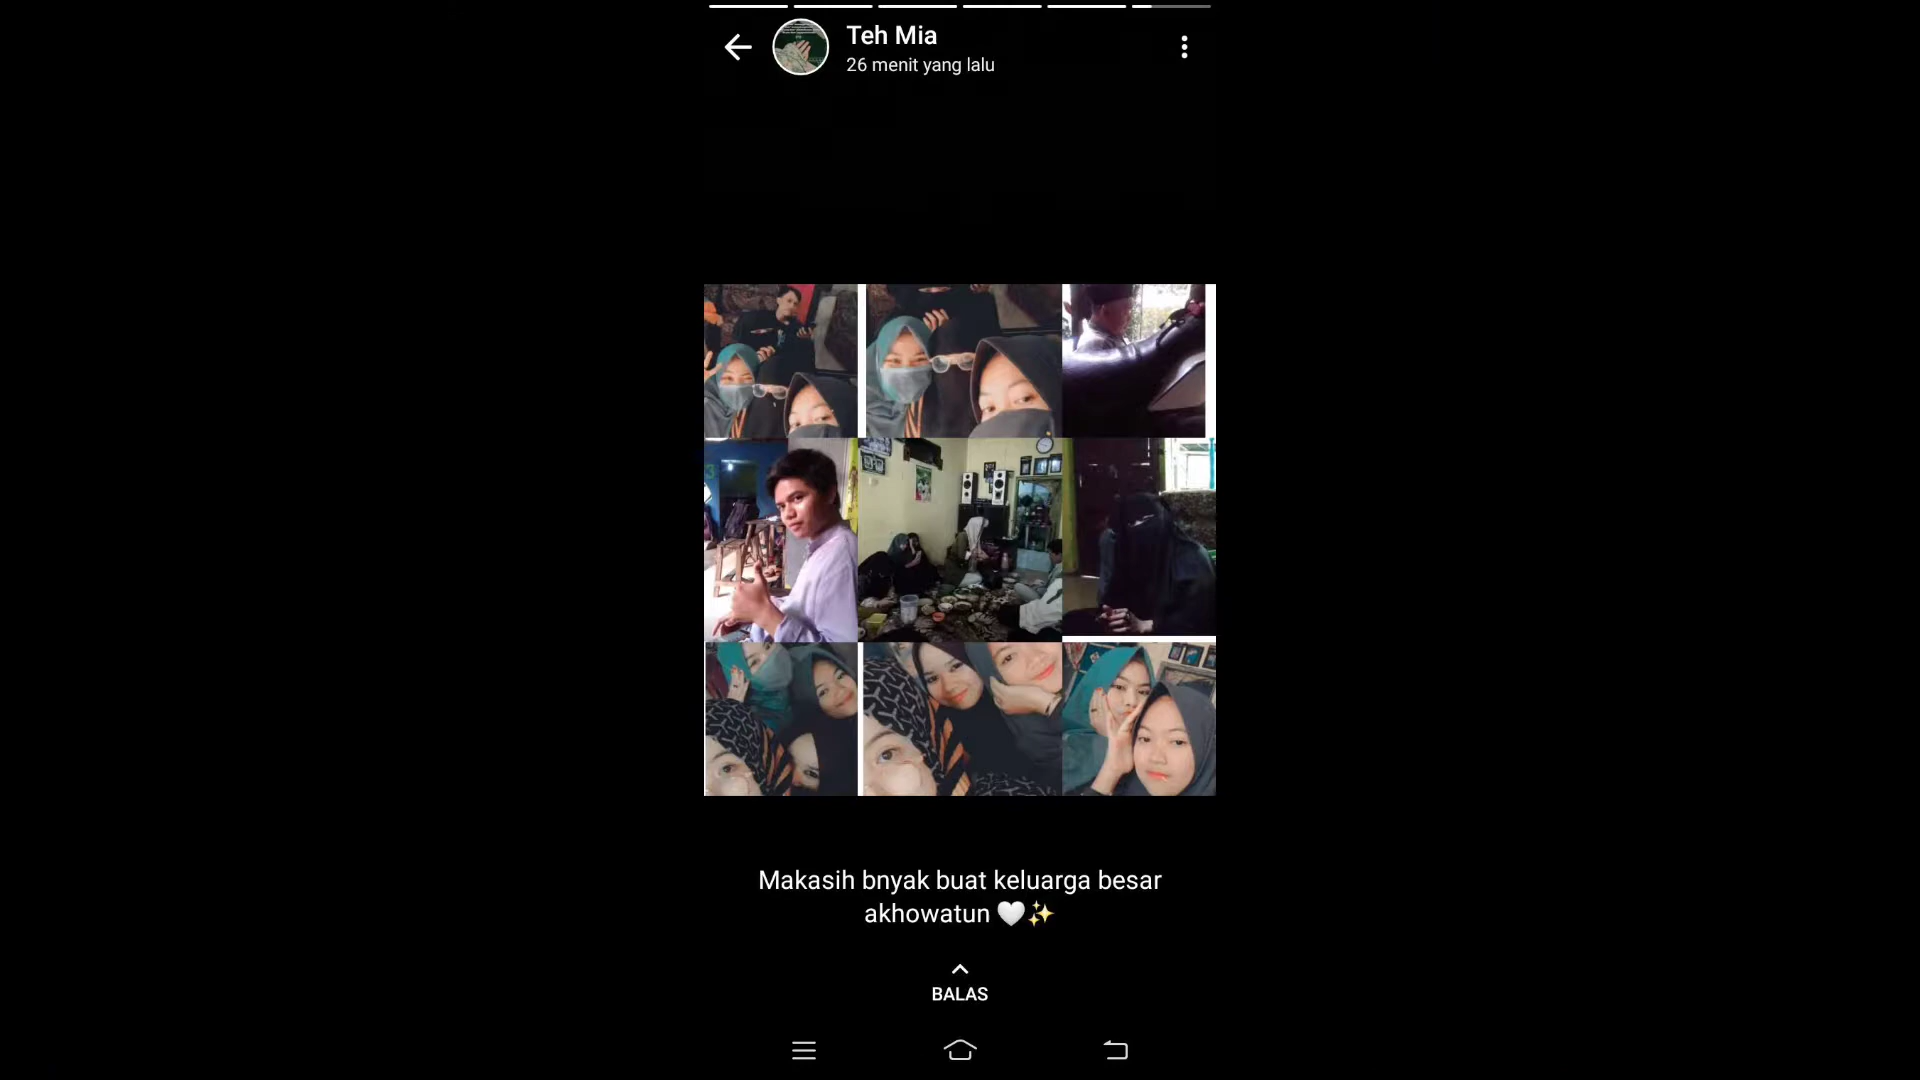 Teh Mia
26 menit yang lalu
Makasih bnyak buat keluarga besar
akhowatun 🤍✨
BALAS